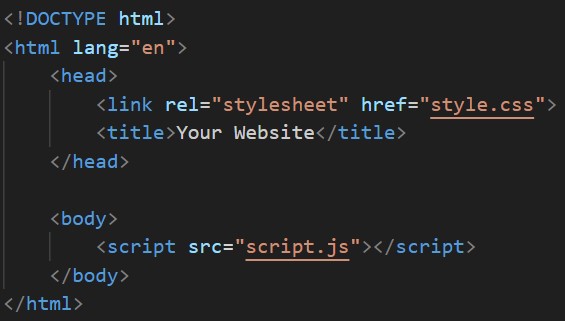 <!DOCTYPE html>
<html lang="en">
<head>
<link rel="stylesheet" href="style.css">
<title>Your Website</title>
</head>
<body>
<script src="script.js"></script>
</body>
</html>